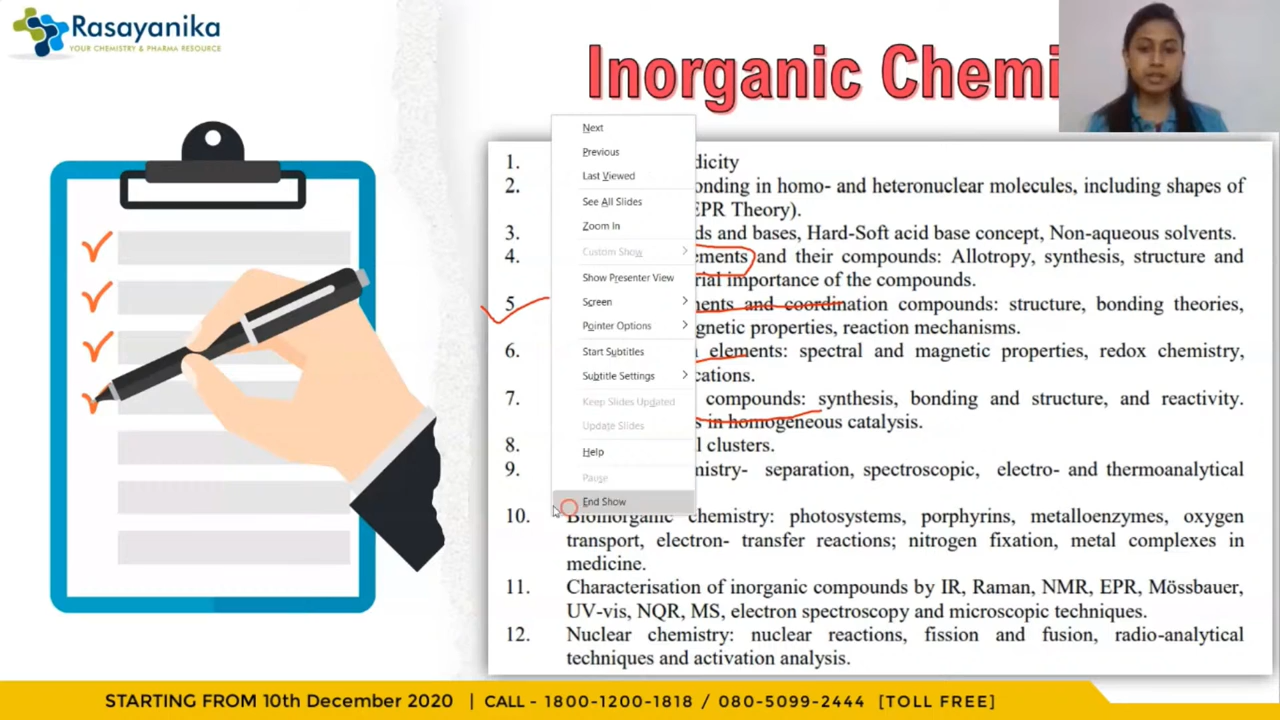 Rasayanika
YOUR CHEMISTRY & PHARMA RESOURCE
Inorganic Chemi
1. dicity
2. onding in homo- and heteronuclear molecules, including shapes of
EPR Theory).
3. ds and bases, Hard-Soft acid base concept, Non-aqueous solvents.
4. ements and their compounds: Allotropy, synthesis, structure and
rial importance of the compounds.
5 ments and coordination compounds: structure, bonding theories,
gnetic properties, reaction mechanisms.
6. elements: spectral and magnetic properties, redox chemistry,
cations.
7. compounds: synthesis, bonding and structure, and reactivity.
s in homogeneous catalysis.
8. l clusters.
9. mistry- separation, spectroscopic, electro- and thermoanalytical
10. Bioinorganic chemistry: photosystems, porphyrins, metalloenzymes, oxygen
transport, electron- transfer reactions; nitrogen fixation, metal complexes in
medicine.
11. Characterisation of inorganic compounds by IR, Raman, NMR, EPR, Mössbauer,
UV-vis, NQR, MS, electron spectroscopy and microscopic techniques.
12. Nuclear chemistry: nuclear reactions, fission and fusion, radio-analytical
techniques and activation analysis.
Next
Previous
Last Viewed
See All Slides
Zoom In
Custom Show
Show Presenter View
Screen
Pointer Options
Start Subtitles
Subtitle Settings
Keep Slides Updated
Update Slides
Help
Pause
End Show
STARTING FROM 10th December 2020 | CALL - 1800-1200-1818 / 080-5099-2444 [TOLL FREE]